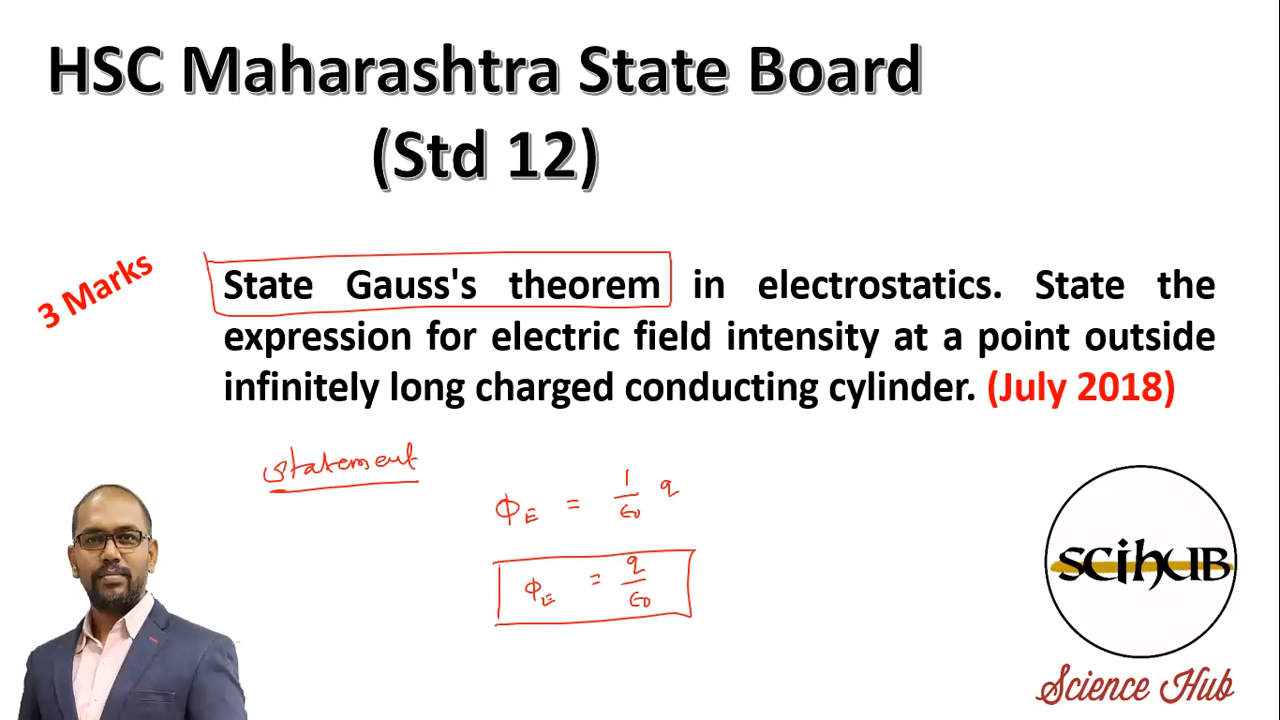 HSC Maharashtra State Board
(Std 12)
3 Marks
State Gauss's theorem in electrostatics. State the
expression for electric field intensity at a point outside
infinitely long charged conducting cylinder. (July 2018)
statement
ϕE = 1/ε0 q
ϕE = q/ε0
SCIHUB
Science Hub